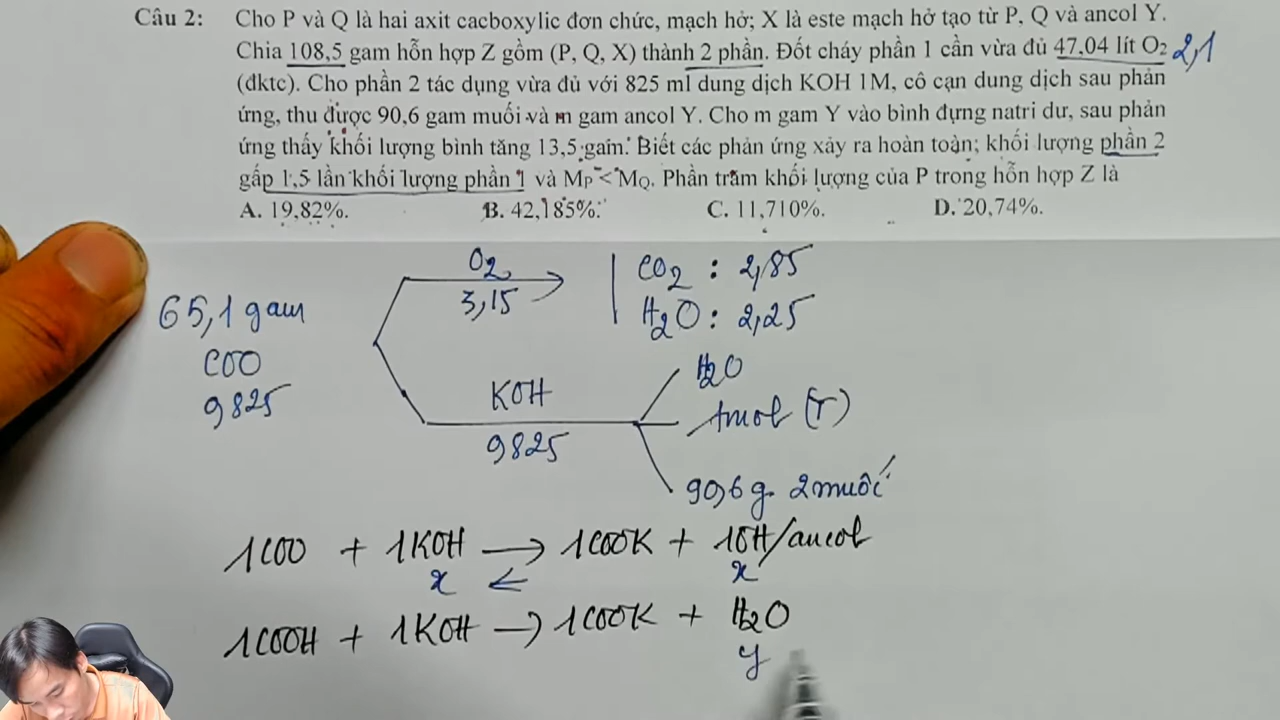 Câu 2: Cho P và Q là hai axit cacboxylic đơn chức, mạch hở; X là este mạch hở tạo từ P, Q và ancol Y.
Chia 108,5 gam hỗn hợp Z gồm (P, Q, X) thành 2 phần. Đốt cháy phần 1 cần vừa đủ 47.04 lít O2 2,1
(đktc). Cho phần 2 tác dụng vừa đủ với 825 ml dung dịch KOH 1M, cô cạn dung dịch sau phản
ứng, thu được 90,6 gam muối và m gam ancol Y. Cho m gam Y vào bình đựng natri dư, sau phản
ứng thấy khối lượng bình tăng 13,5 gam. Biết các phản ứng xảy ra hoàn toàn; khối lượng phần 2
gấp 1,5 lần khối lượng phần 1 và MP < MQ. Phần trăm khối lượng của P trong hỗn hợp Z là
A. 19,82%. B. 42,185%. C. 11,710%. D. 20,74%.
O2
3,15
CO2 : 2,85
H2O : 2,25
65,1 gam
COO
9825
KOH
9825
H2O
Ancol (Y)
90,6 g 2 muối
1COO + 1KOH → 1COOK + 1OH/ancol
x ← x
1COOH + 1KOH → 1COOK + H2O
y